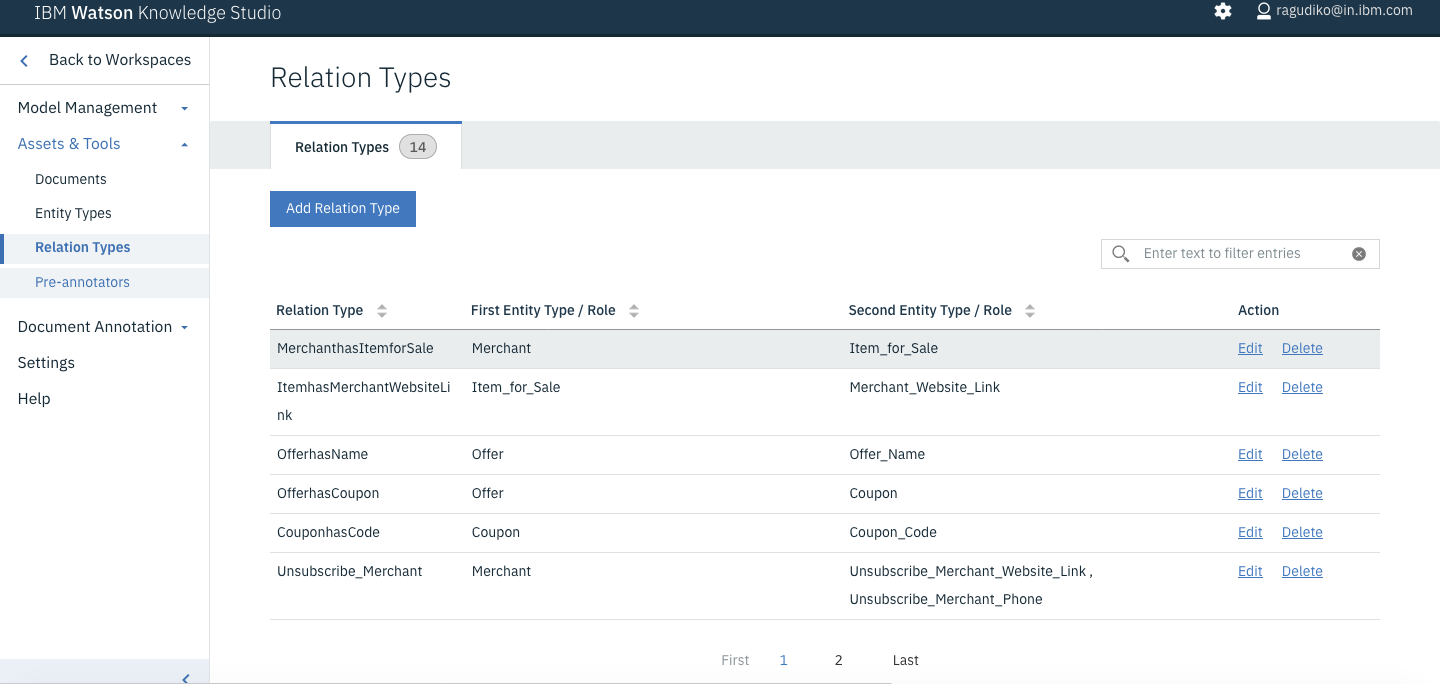 IBM Watson Knowledge Studio
ragudiko@in.ibm.com
Back to Workspaces
Model Management
Assets & Tools
Documents
Entity Types
Relation Types
Pre-annotators
Document Annotation
Settings
Help
Relation Types
Relation Types 14
Add Relation Type
Enter text to filter entries
Relation Type First Entity Type / Role Second Entity Type / Role Action
MerchanthasItemforSale Merchant Item_for_Sale Edit Delete
ItemhasMerchantWebsiteLi Item_for_Sale Merchant_Website_Link Edit Delete
nk
OfferhasName Offer Offer_Name Edit Delete
OfferhasCoupon Offer Coupon Edit Delete
CouponhasCode Coupon Coupon_Code Edit Delete
Unsubscribe_Merchant Merchant Unsubscribe_Merchant_Website_Link , Edit Delete
Unsubscribe_Merchant_Phone
First 1 2 Last